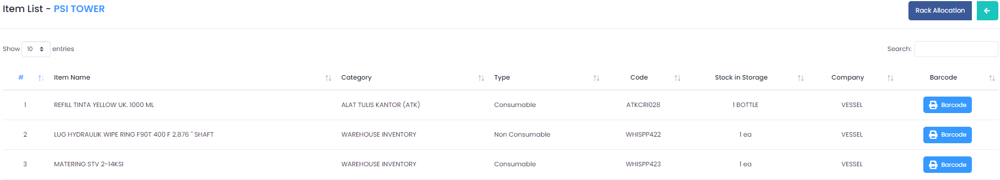 Item List - PSI TOWER
Rack Allocation
Show 10 entries
Search:
# Item Name Category Type Code Stock in Storage Company Barcode
1 REFILL TINTA YELLOW UK. 1000 ML ALAT TULIS KANTOR (ATK) Consumable ATKCRI028 1 BOTTLE VESSEL Barcode
2 LUG HYDRAULIK WIPE RING F90T 400 F 2.876 " SHAFT WAREHOUSE INVENTORY Non Consumable WHISPP422 1 ea VESSEL Barcode
3 MATERING STV 2-14KSI WAREHOUSE INVENTORY Consumable WHISPP423 1 ea VESSEL Barcode